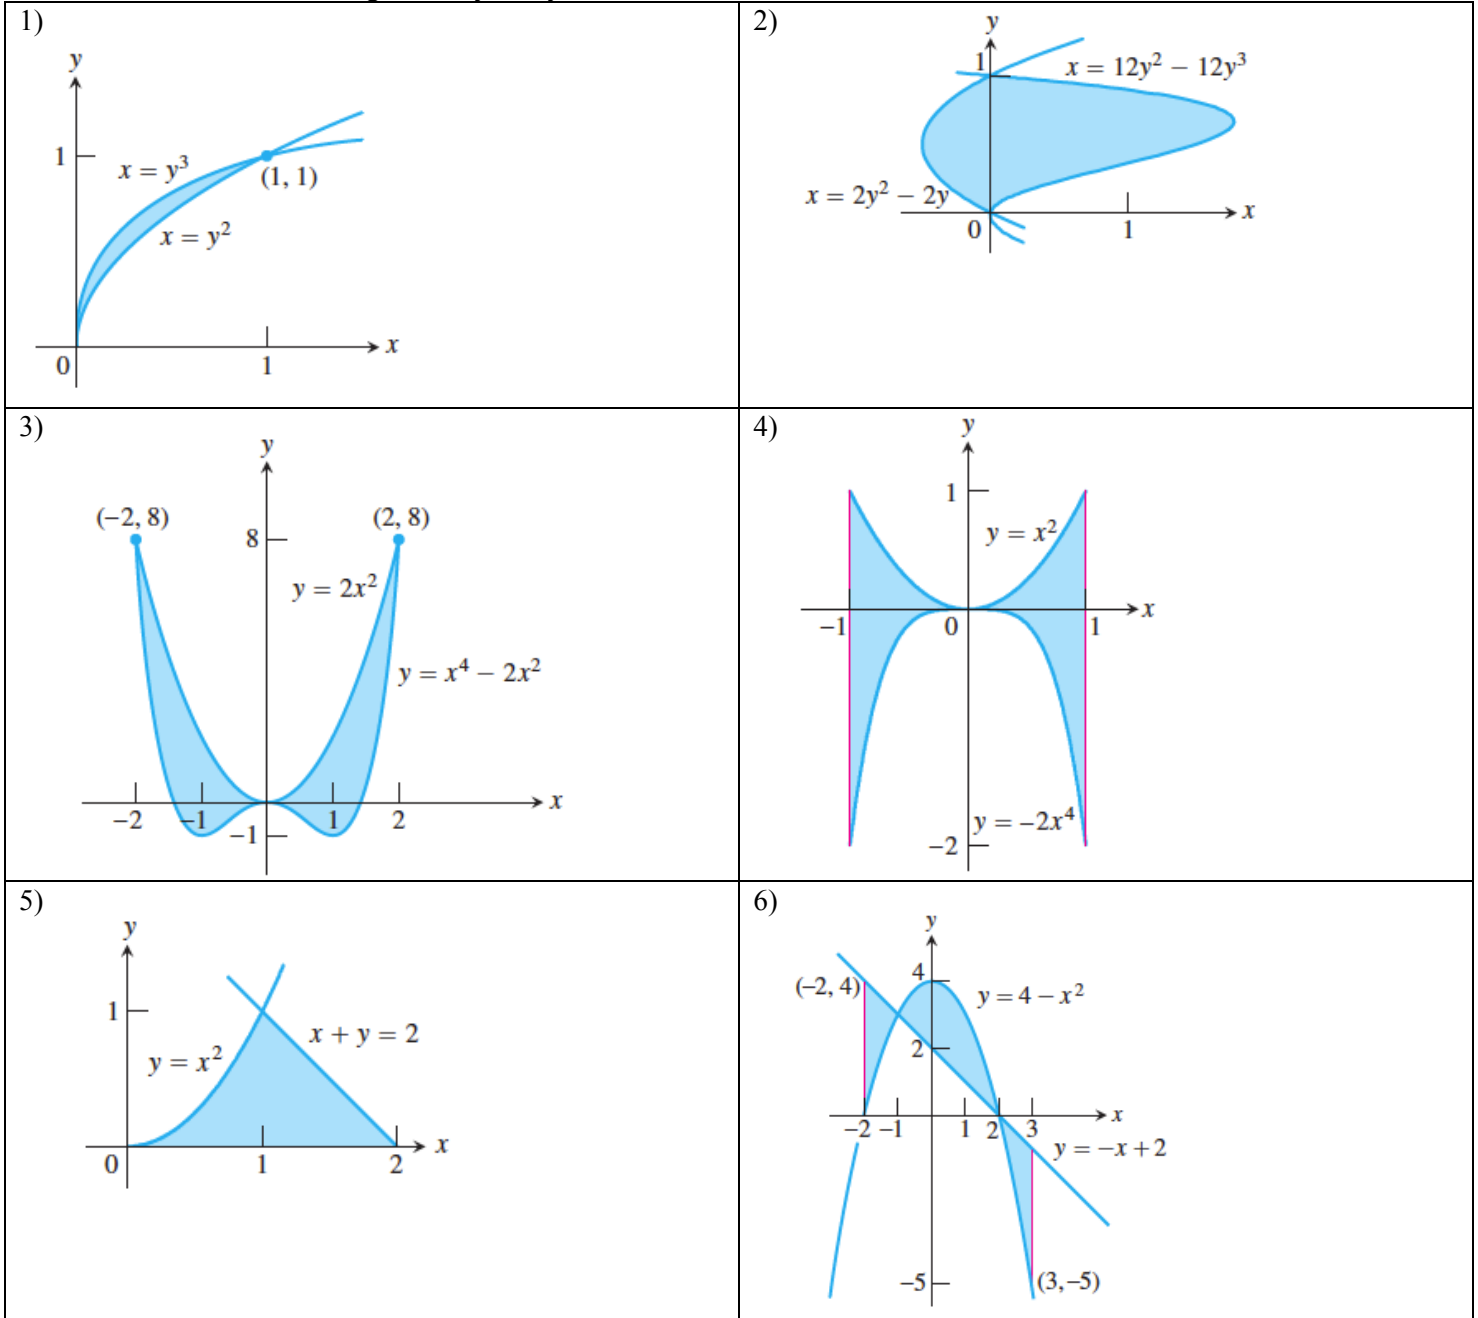 1)
y
1
x = y³
(1, 1)
x = y²
0
1
x
2)
y
1
x = 12y² − 12y³
x = 2y² − 2y
0
1
x
3)
y
(−2, 8)
8
(2, 8)
y = 2x²
y = x⁴ − 2x²
−2
−1
−1
1
2
x
4)
y
1
y = x²
−1
0
1
x
y = −2x⁴
−2
5)
y
1
x + y = 2
y = x²
0
1
2
x
6)
y
(−2, 4)
4
y = 4 − x²
2
−2 −1
1
2
3
x
y = −x + 2
−5
(3, −5)